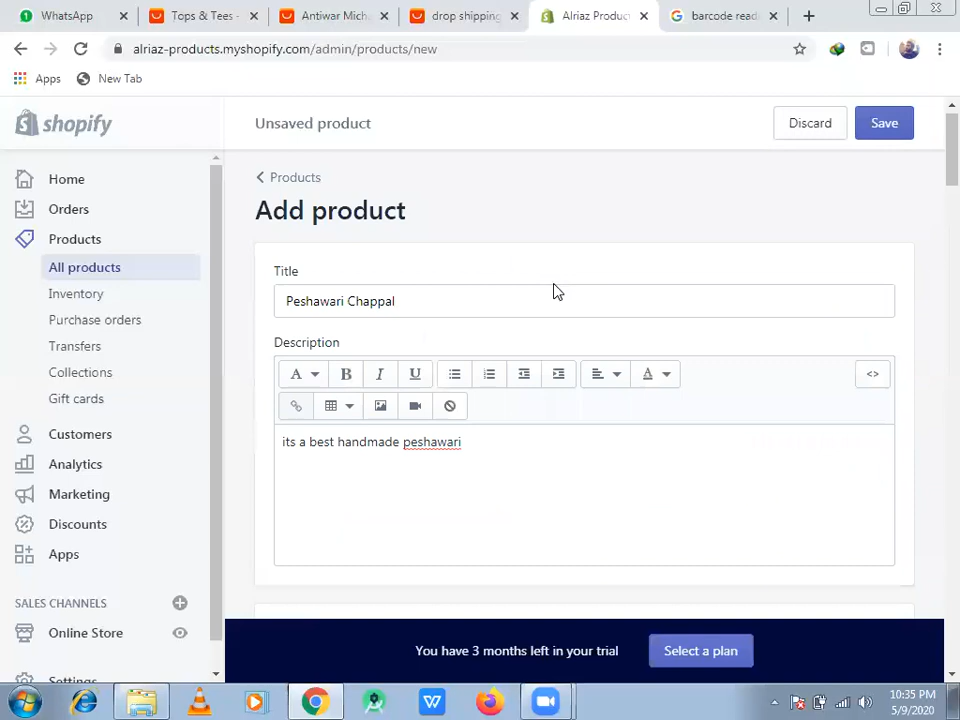 WhatsApp
Tops & Tees -
Antiwar Mich
drop shipping
Alriaz Produc
barcode read
alriaz-products.myshopify.com/admin/products/new
Apps
New Tab
shopify
Unsaved product
Discard
Save
Home
Orders
Products
All products
Inventory
Purchase orders
Transfers
Collections
Gift cards
Customers
Analytics
Marketing
Discounts
Apps
SALES CHANNELS
Online Store
Products
Add product
Title
Peshawari Chappal
Description
A
B
I
U
A
<>
its a best handmade peshawari
You have 3 months left in your trial
Select a plan
Settings
10:35 PM
5/9/2020